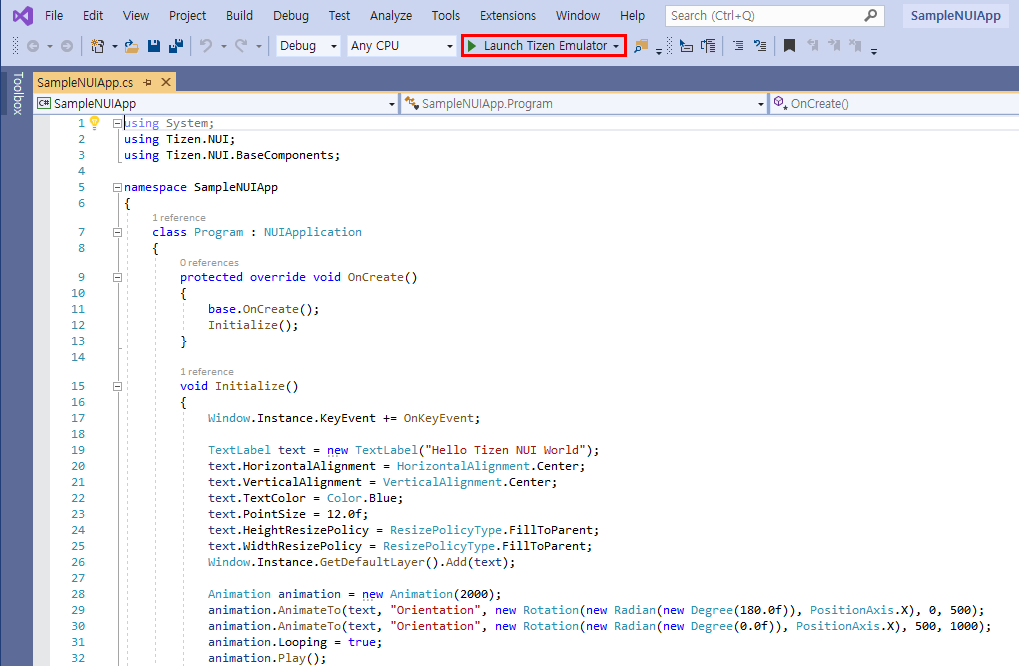 File Edit View Project Build Debug Test Analyze Tools Extensions Window Help Search (Ctrl+Q) SampleNUIApp
Debug Any CPU Launch Tizen Emulator
Toolbox
SampleNUIApp.cs
C# SampleNUIApp SampleNUIApp.Program OnCreate()
1 using System;
2 using Tizen.NUI;
3 using Tizen.NUI.BaseComponents;
4
5 namespace SampleNUIApp
6 {
1 reference
7 class Program : NUIApplication
8 {
0 references
9 protected override void OnCreate()
10 {
11 base.OnCreate();
12 Initialize();
13 }
14
1 reference
15 void Initialize()
16 {
17 Window.Instance.KeyEvent += OnKeyEvent;
18
19 TextLabel text = new TextLabel("Hello Tizen NUI World");
20 text.HorizontalAlignment = HorizontalAlignment.Center;
21 text.VerticalAlignment = VerticalAlignment.Center;
22 text.TextColor = Color.Blue;
23 text.PointSize = 12.0f;
24 text.HeightResizePolicy = ResizePolicyType.FillToParent;
25 text.WidthResizePolicy = ResizePolicyType.FillToParent;
26 Window.Instance.GetDefaultLayer().Add(text);
27
28 Animation animation = new Animation(2000);
29 animation.AnimateTo(text, "Orientation", new Rotation(new Radian(new Degree(180.0f)), PositionAxis.X), 0, 500);
30 animation.AnimateTo(text, "Orientation", new Rotation(new Radian(new Degree(0.0f)), PositionAxis.X), 500, 1000);
31 animation.Looping = true;
32 animation.Play();